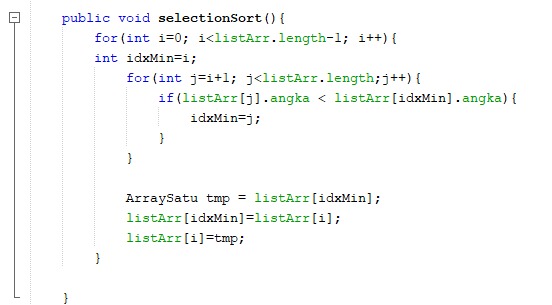 public void selectionSort(){
for(int i=0; i<listArr.length-1; i++){
int idxMin=i;
for(int j=i+1; j<listArr.length;j++){
if(listArr[j].angka < listArr[idxMin].angka){
idxMin=j;
}
}
ArraySatu tmp = listArr[idxMin];
listArr[idxMin]=listArr[i];
listArr[i]=tmp;
}
}